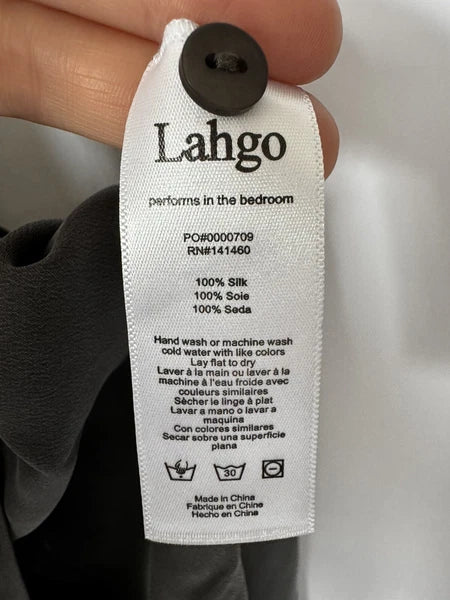 Lahgo
performs in the bedroom
PO#0000709
RN#141460
100% Silk
100% Soie
100% Seda
Hand wash or machine wash
cold water with like colors
Lay flat to dry
Laver à la main ou laver à la
machine à l'eau froide avec
couleurs similaires
Sècher le linge à plat
Lavar a mano o lavar a
maquina
Con colores similares
Secar sobre una superficie
plana
30
Made in China
Fabrique en Chine
Hecho en China